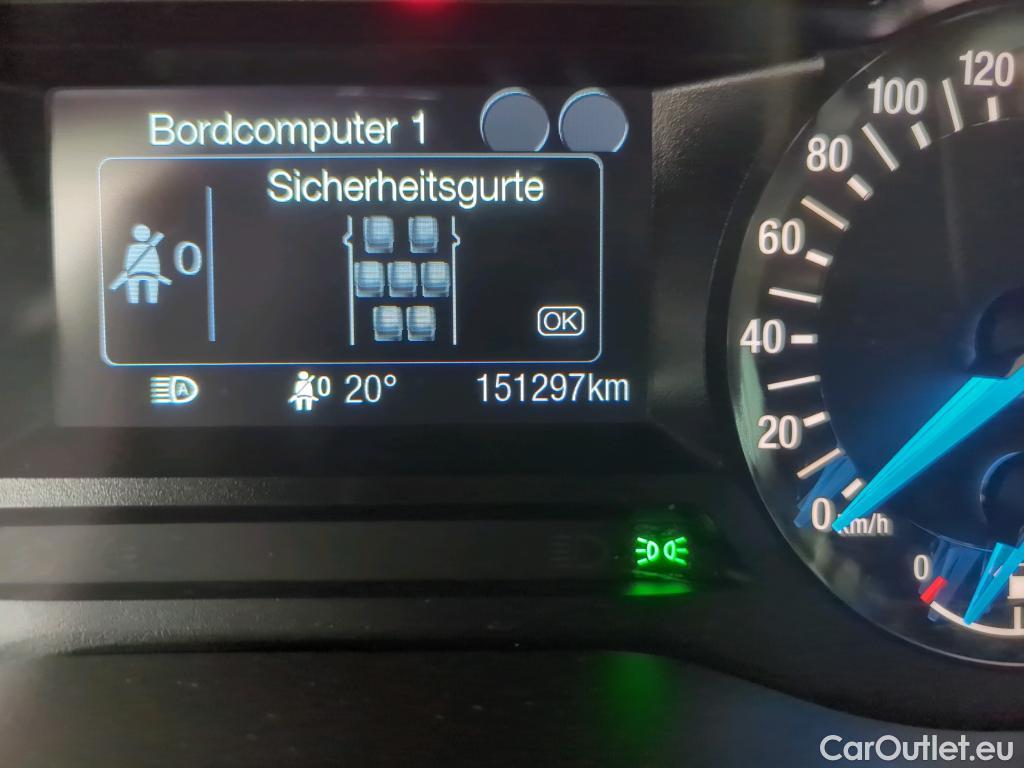 Bordcomputer 1
Sicherheitsgurte
0
OK
A
0 20° 151297km
120
100
80
60
40
20
0
km/h
0
CarOutlet.eu